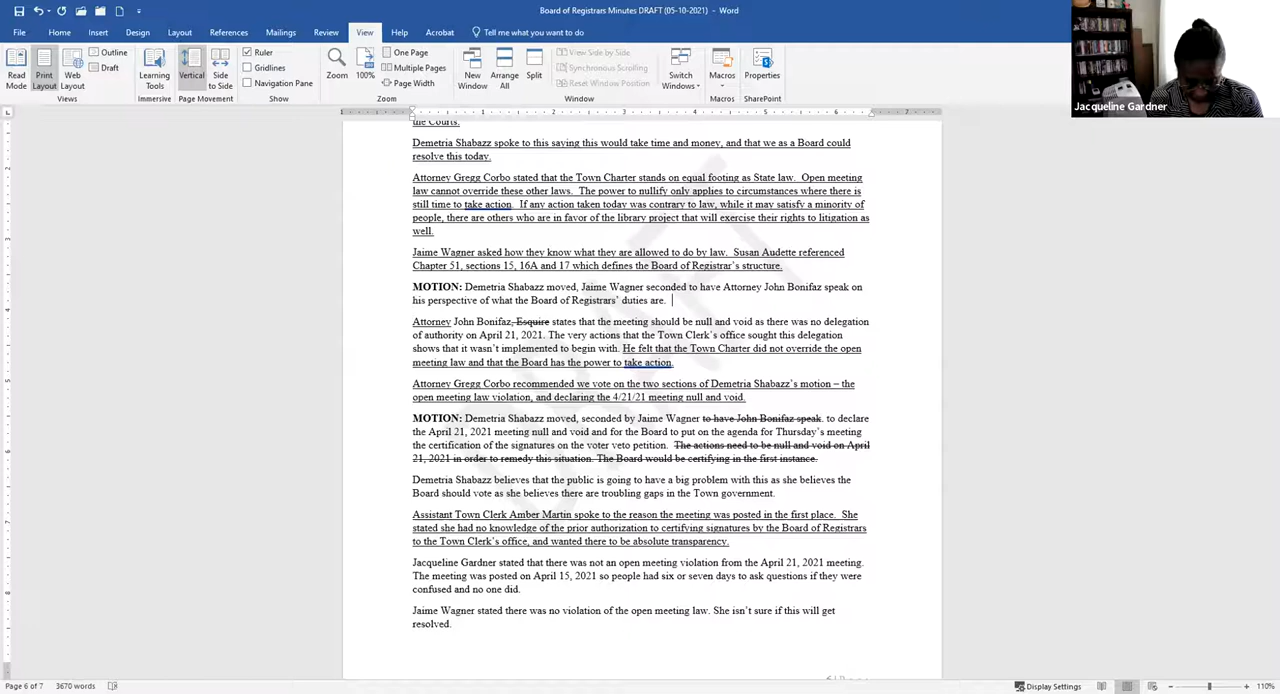 Board of Registrars Minutes DRAFT (05-10-2021) - Word
File Home Insert Design Layout References Mailings Review View Help Acrobat Tell me what you want to do
Read Mode
Print Layout
Web Layout
Outline
Draft
Views
Learning Tools
Immersive
Vertical
Side to Side
Page Movement
Ruler
Gridlines
Navigation Pane
Show
Zoom
100%
One Page
Multiple Pages
Page Width
Zoom
New Window
Arrange All
Split
View Side by Side
Synchronous Scrolling
Reset Window Position
Window
Switch Windows
Macros
Macros
Properties
SharePoint
Jacqueline Gardner
the Courts.
Demetria Shabazz spoke to this saying this would take time and money, and that we as a Board could
resolve this today.
Attorney Gregg Corbo stated that the Town Charter stands on equal footing as State law. Open meeting
law cannot override these other laws. The power to nullify only applies to circumstances where there is
still time to take action. If any action taken today was contrary to law, while it may satisfy a minority of
people, there are others who are in favor of the library project that will exercise their rights to litigation as
well.
Jaime Wagner asked how they know what they are allowed to do by law. Susan Audette referenced
Chapter 51, sections 15, 16A and 17 which defines the Board of Registrar's structure.
MOTION: Demetria Shabazz moved, Jaime Wagner seconded to have Attorney John Bonifaz speak on
his perspective of what the Board of Registrars' duties are.
Attorney John Bonifaz, Esquire states that the meeting should be null and void as there was no delegation
of authority on April 21, 2021. The very actions that the Town Clerk's office sought this delegation
shows that it wasn't implemented to begin with. He felt that the Town Charter did not override the open
meeting law and that the Board has the power to take action.
Attorney Gregg Corbo recommended we vote on the two sections of Demetria Shabazz's motion – the
open meeting law violation, and declaring the 4/21/21 meeting null and void.
MOTION: Demetria Shabazz moved, seconded by Jaime Wagner to have John Bonifaz speak. to declare
the April 21, 2021 meeting null and void and for the Board to put on the agenda for Thursday's meeting
the certification of the signatures on the voter veto petition. The actions need to be null and void on April
21, 2021 in order to remedy this situation. The Board would be certifying in the first instance.
Demetria Shabazz believes that the public is going to have a big problem with this as she believes the
Board should vote as she believes there are troubling gaps in the Town government.
Assistant Town Clerk Amber Martin spoke to the reason the meeting was posted in the first place. She
stated she had no knowledge of the prior authorization to certifying signatures by the Board of Registrars
to the Town Clerk's office, and wanted there to be absolute transparency.
Jacqueline Gardner stated that there was not an open meeting violation from the April 21, 2021 meeting.
The meeting was posted on April 15, 2021 so people had six or seven days to ask questions if they were
confused and no one did.
Jaime Wagner stated there was no violation of the open meeting law. She isn't sure if this will get
resolved.
DRAFT
Page 6 of 7 3670 words Display Settings 110%